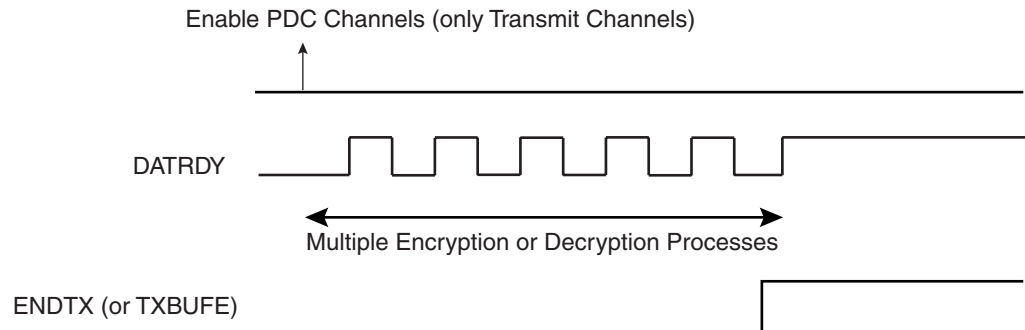 Enable PDC Channels (only Transmit Channels)
DATRDY
Multiple Encryption or Decryption Processes
ENDTX (or TXBUFE)